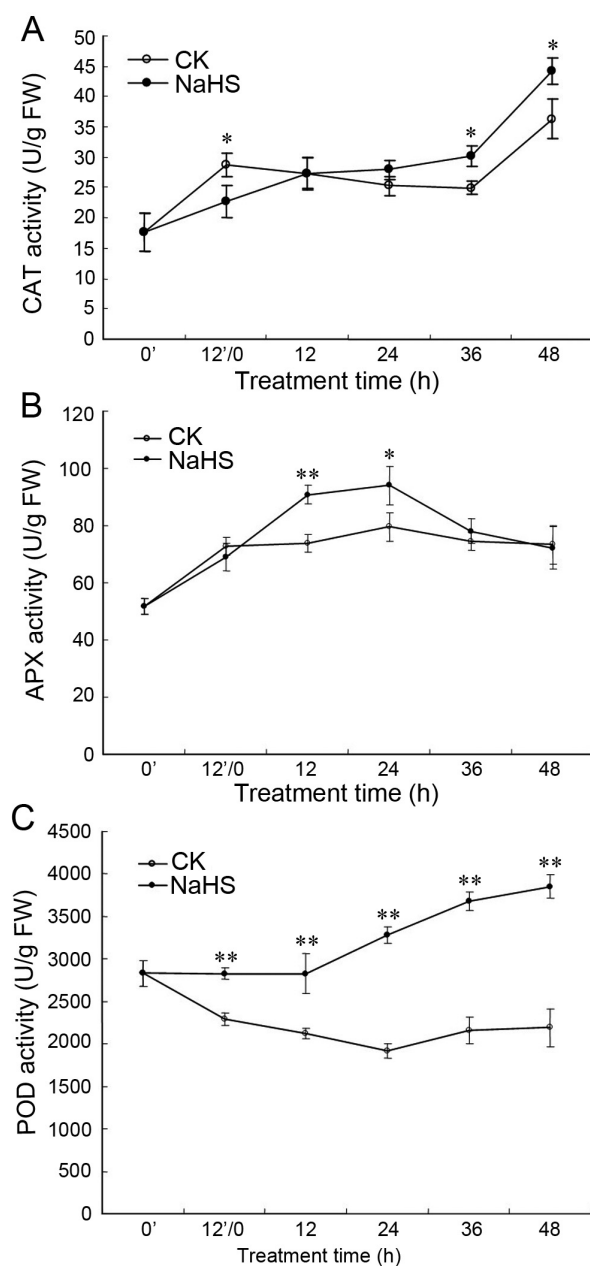 A
CAT activity (U/g FW)
50
45
40
35
30
25
20
15
10
5
0
CK
NaHS
*
*
*
0' 12'/0 12 24 36 48
Treatment time (h)
B
APX activity (U/g FW)
120
100
80
60
40
20
0
CK
NaHS
**
*
0' 12'/0 12 24 36 48
Treatment time (h)
C
POD activity (U/g FW)
4500
4000
3500
3000
2500
2000
1500
1000
500
0
CK
NaHS
**
**
**
**
**
0' 12'/0 12 24 36 48
Treatment time (h)